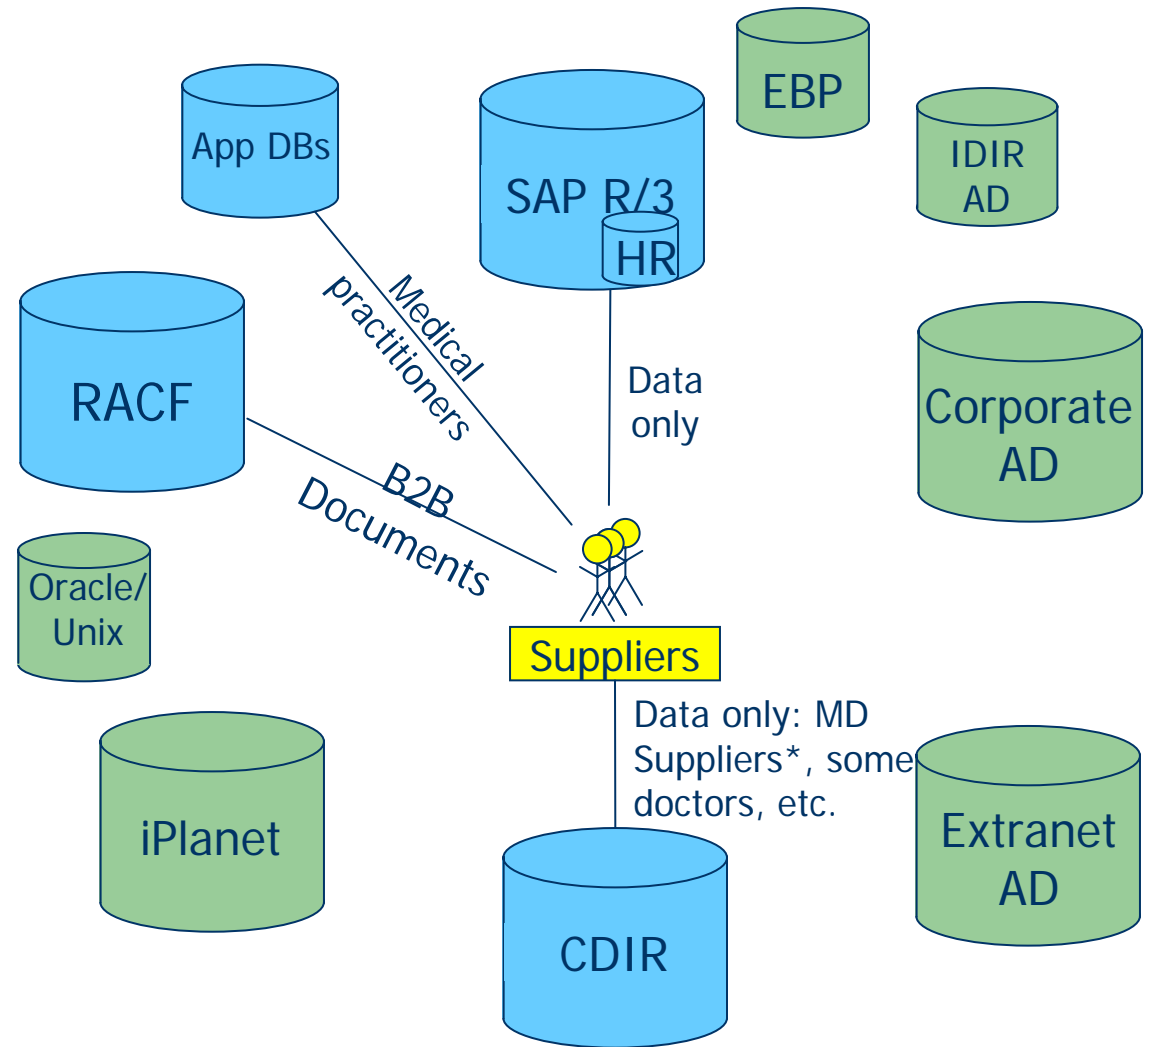 EBP
App DBs
IDIR
AD
SAP R/3
HR
Medical
practitioners
RACF
Data
only
Corporate
AD
B2B
Documents
Oracle/
Unix
Suppliers
Data only: MD
Suppliers*, some
doctors, etc.
iPlanet
Extranet
AD
CDIR